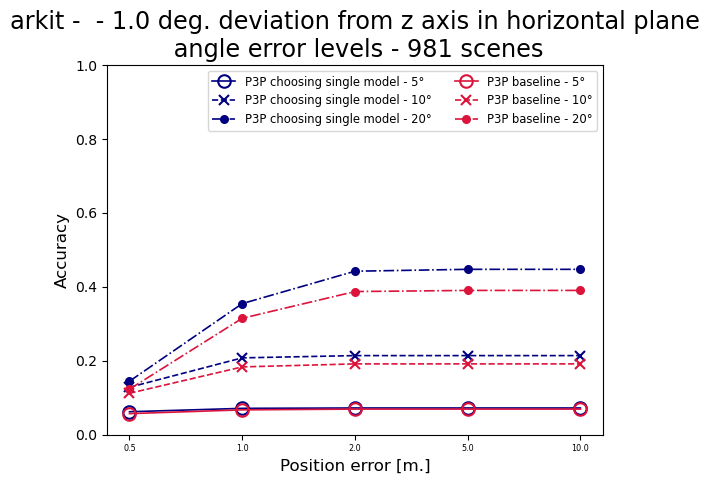 arkit -  - 1.0 deg. deviation from z axis in horizontal plane
angle error levels - 981 scenes
P3P choosing single model - 5°
P3P choosing single model - 10°
P3P choosing single model - 20°
P3P baseline - 5°
P3P baseline - 10°
P3P baseline - 20°
Accuracy
1.0
0.8
0.6
0.4
0.2
0.0
0.5 1.0 2.0 5.0 10.0
Position error [m.]